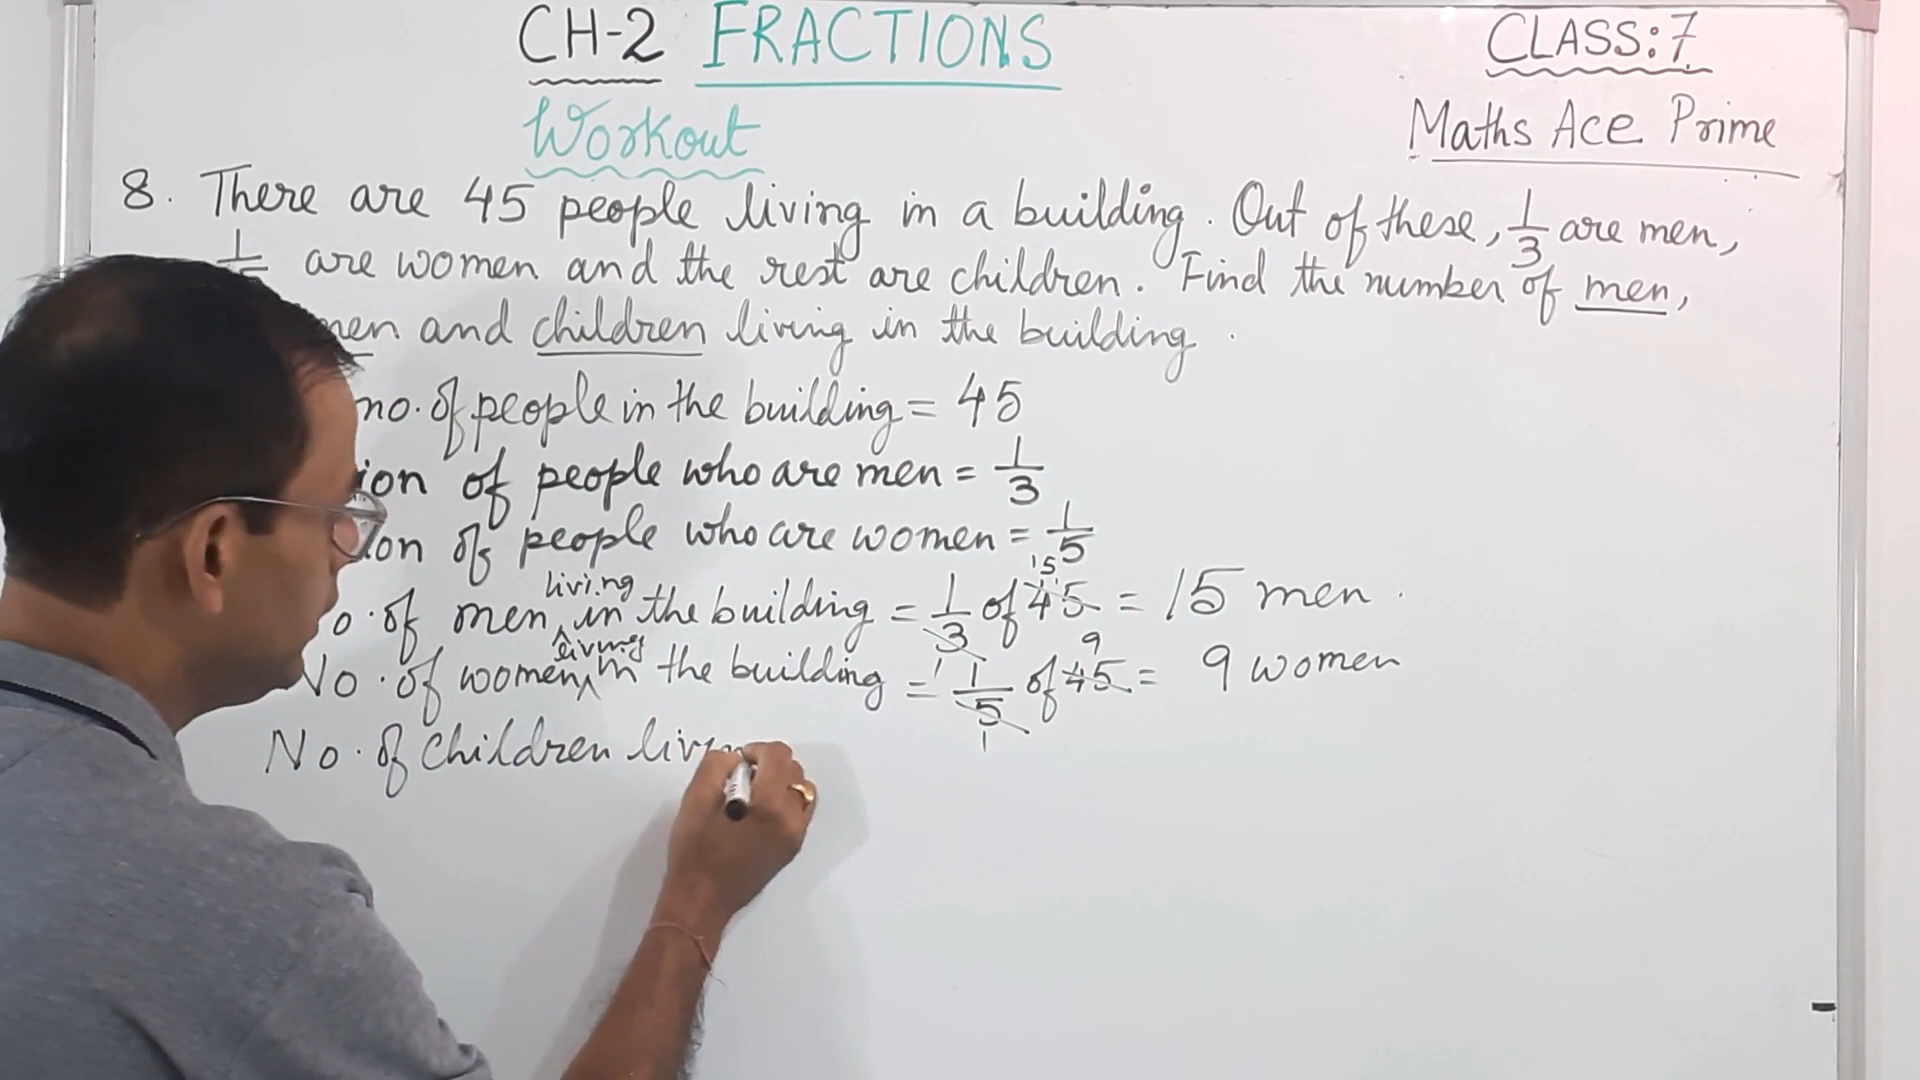 CH-2 FRACTIONS
CLASS: 7
Workout
Maths Ace Prime
8. There are 45 people living in a building. Out of these, 1/3 are men,
are women and the rest are children. Find the number of men,
and children living in the building.
no. of people in the building = 45
of people who are men = 1/3
of people who are women = 1/5
No. of men living in the building = 1/3 of 45 15 = 15 men.
No. of women living in the building = 1/5 1 of 45 9 = 9 women
No. of children